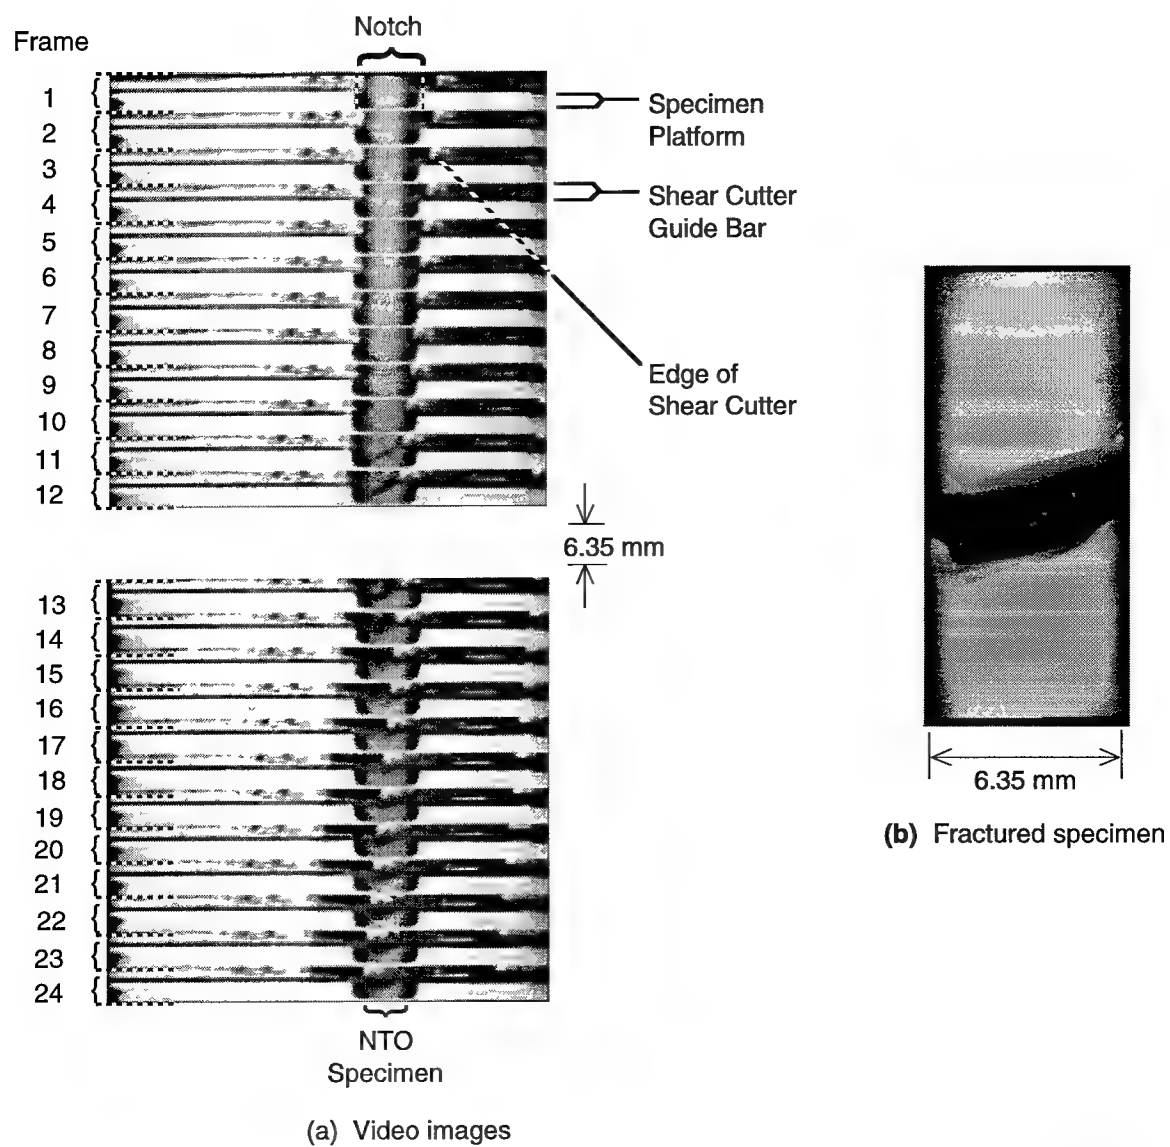 Notch
Frame
1
2
3
4
5
6
7
8
9
10
11
12
Specimen
Platform
Shear Cutter
Guide Bar
Edge of
Shear Cutter
6.35 mm
13
14
15
16
17
18
19
20
21
22
23
24
NTO
Specimen
(a) Video images
6.35 mm
(b) Fractured specimen